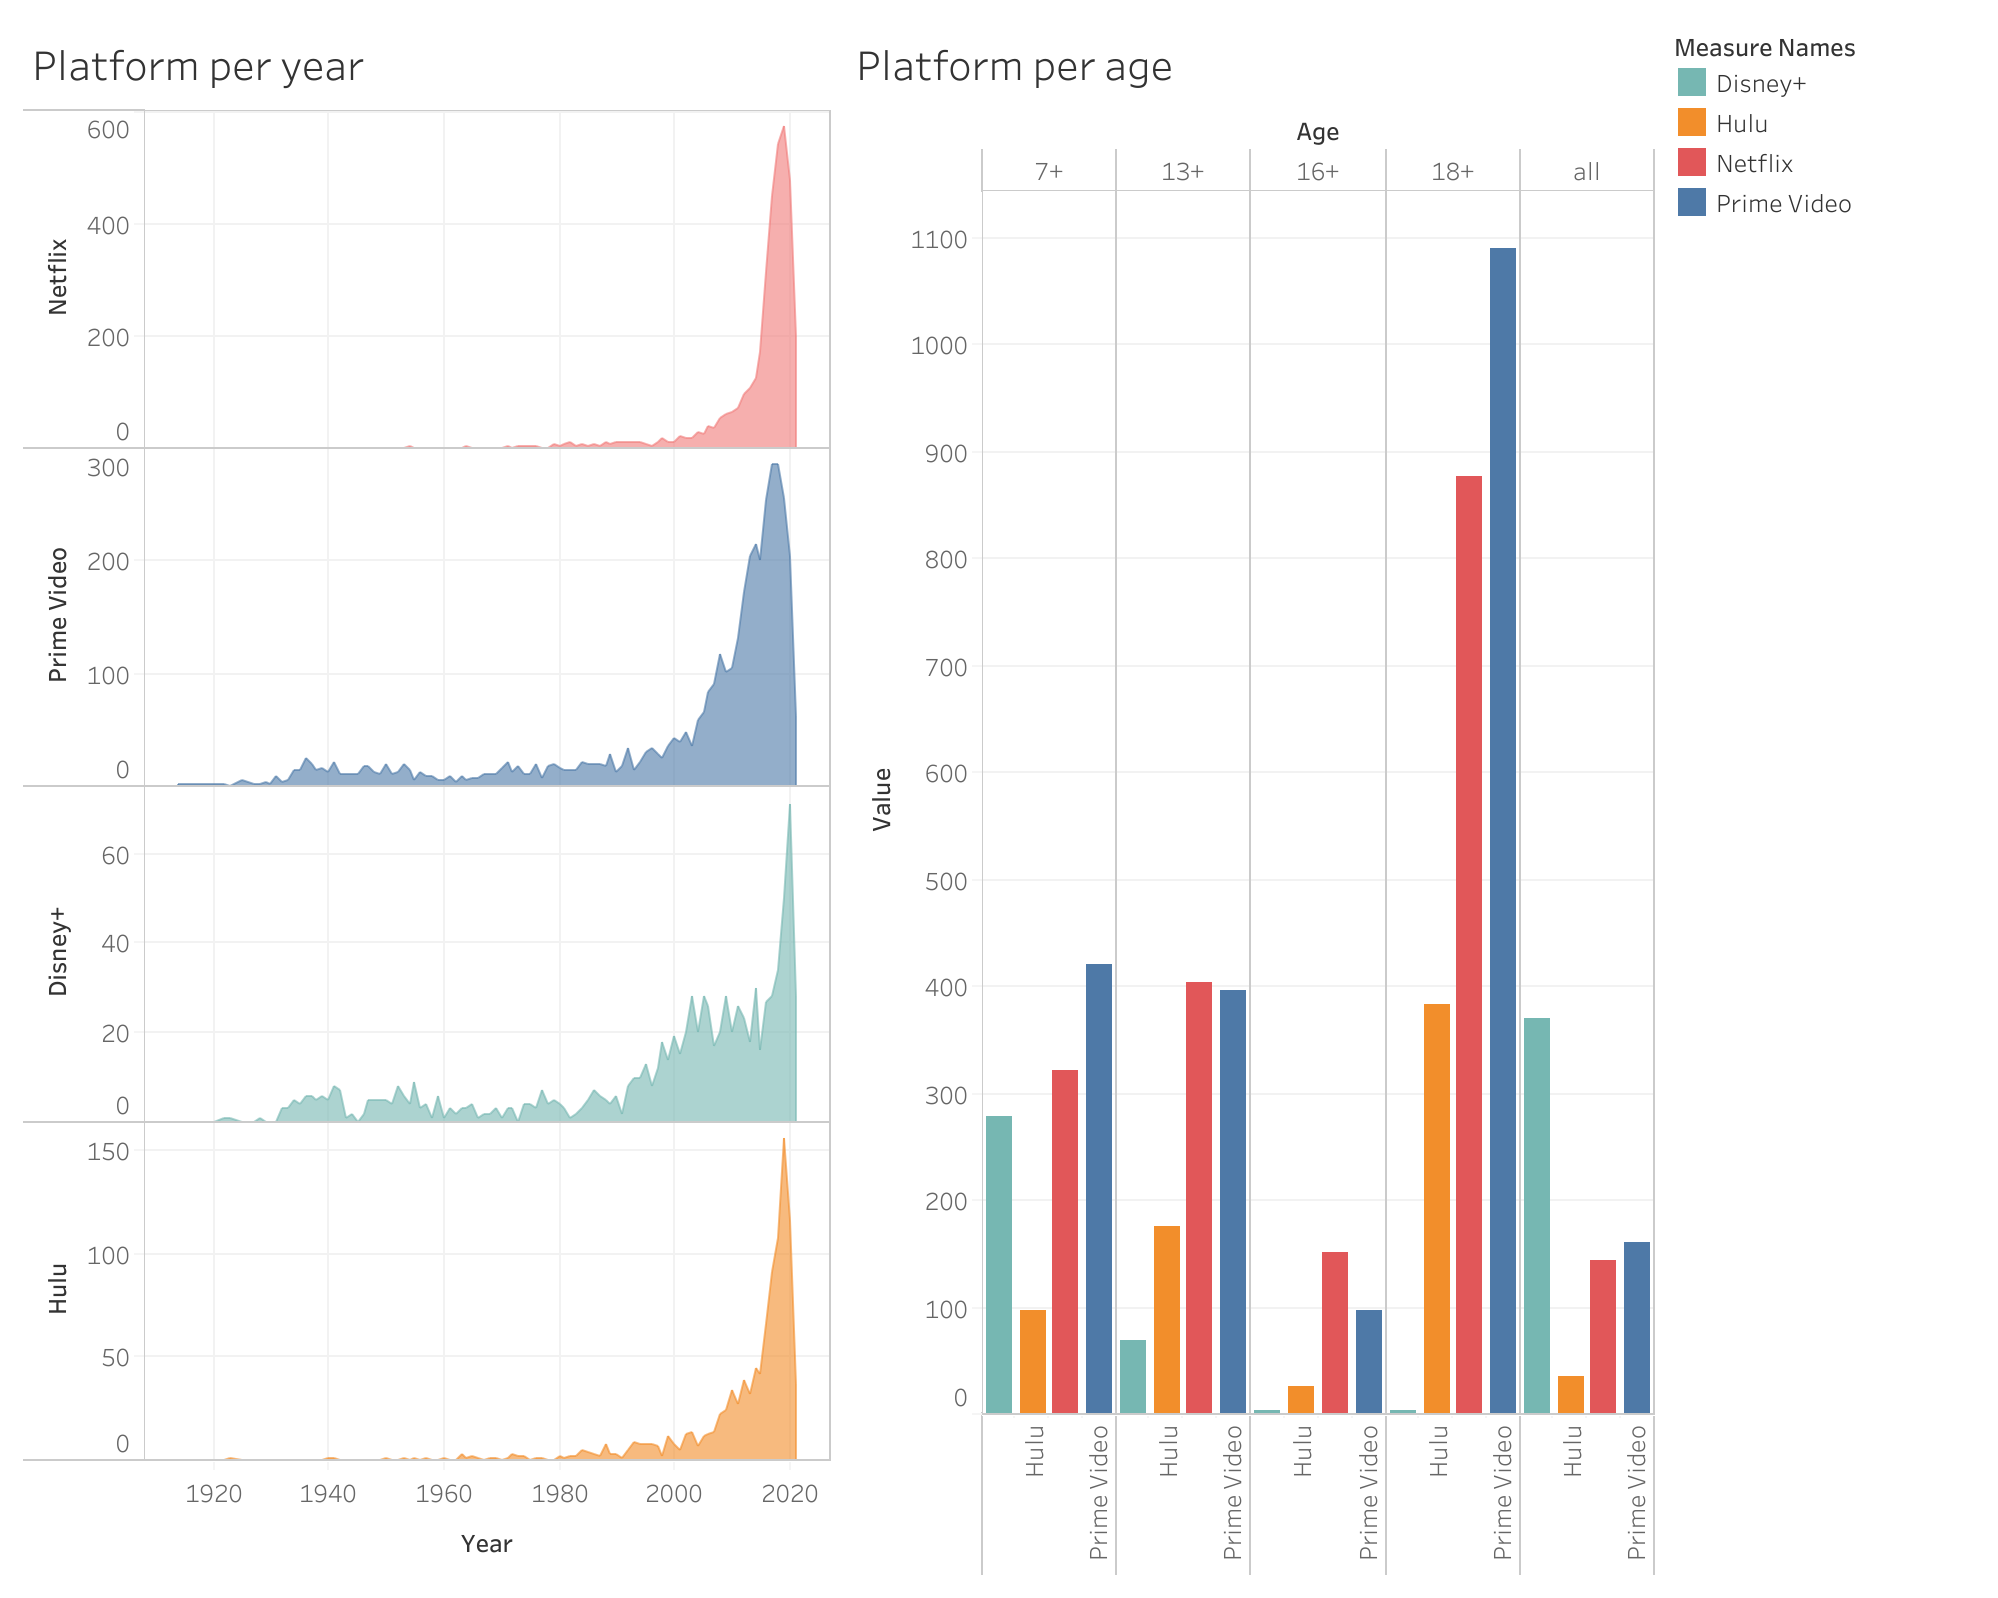 Platform per year
600
400
200
0
Netflix
300
200
100
0
Prime Video
60
40
20
0
Disney+
150
100
50
0
Hulu
1920 1940 1960 1980 2000 2020
Year
Platform per age
Age
7+ 13+ 16+ 18+ all
1100
1000
900
800
700
600
500
400
300
200
100
0
Value
Hulu
Prime Video
Hulu
Prime Video
Hulu
Prime Video
Hulu
Prime Video
Hulu
Prime Video
Measure Names
Disney+
Hulu
Netflix
Prime Video